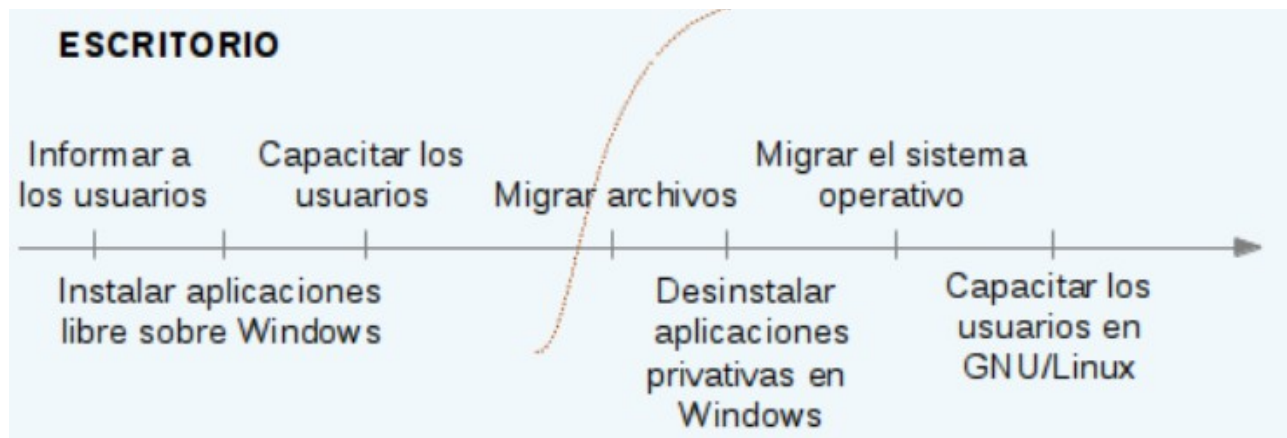 ESCRITORIO
Informar a
los usuarios
Capacitar los
usuarios
Migrar archivos
Migrar el sistema
operativo
Instalar aplicaciones
libre sobre Windows
Desinstalar
aplicaciones
privativas en
Windows
Capacitar los
usuarios en
GNU/Linux